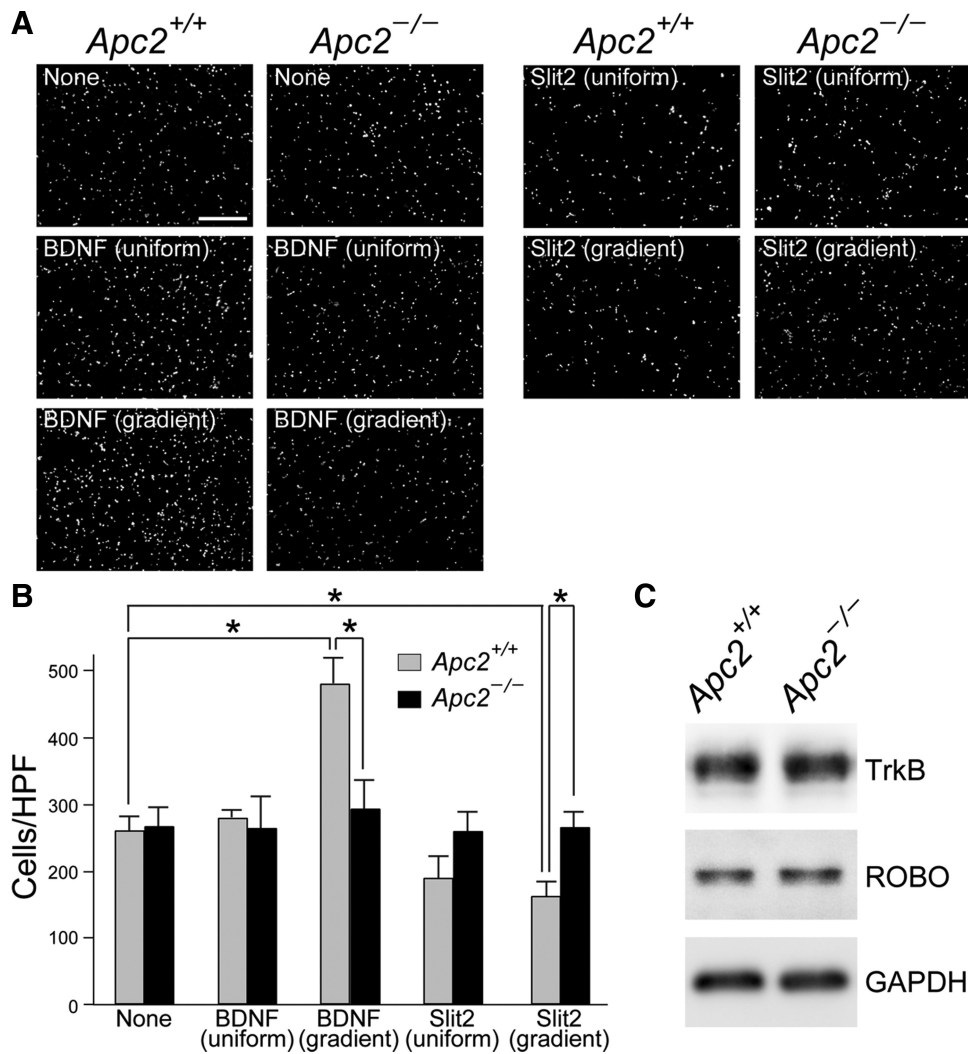 A
Apc2+/+
Apc2−/−
Apc2+/+
Apc2−/−
None
None
Slit2 (uniform)
Slit2 (uniform)
BDNF (uniform)
BDNF (uniform)
Slit2 (gradient)
Slit2 (gradient)
BDNF (gradient)
BDNF (gradient)
B
*
*
*
*
Apc2+/+
Apc2−/−
Cells/HPF
500
400
300
200
100
0
None
BDNF
(uniform)
BDNF
(gradient)
Slit2
(uniform)
Slit2
(gradient)
C
Apc2+/+
Apc2−/−
TrkB
ROBO
GAPDH